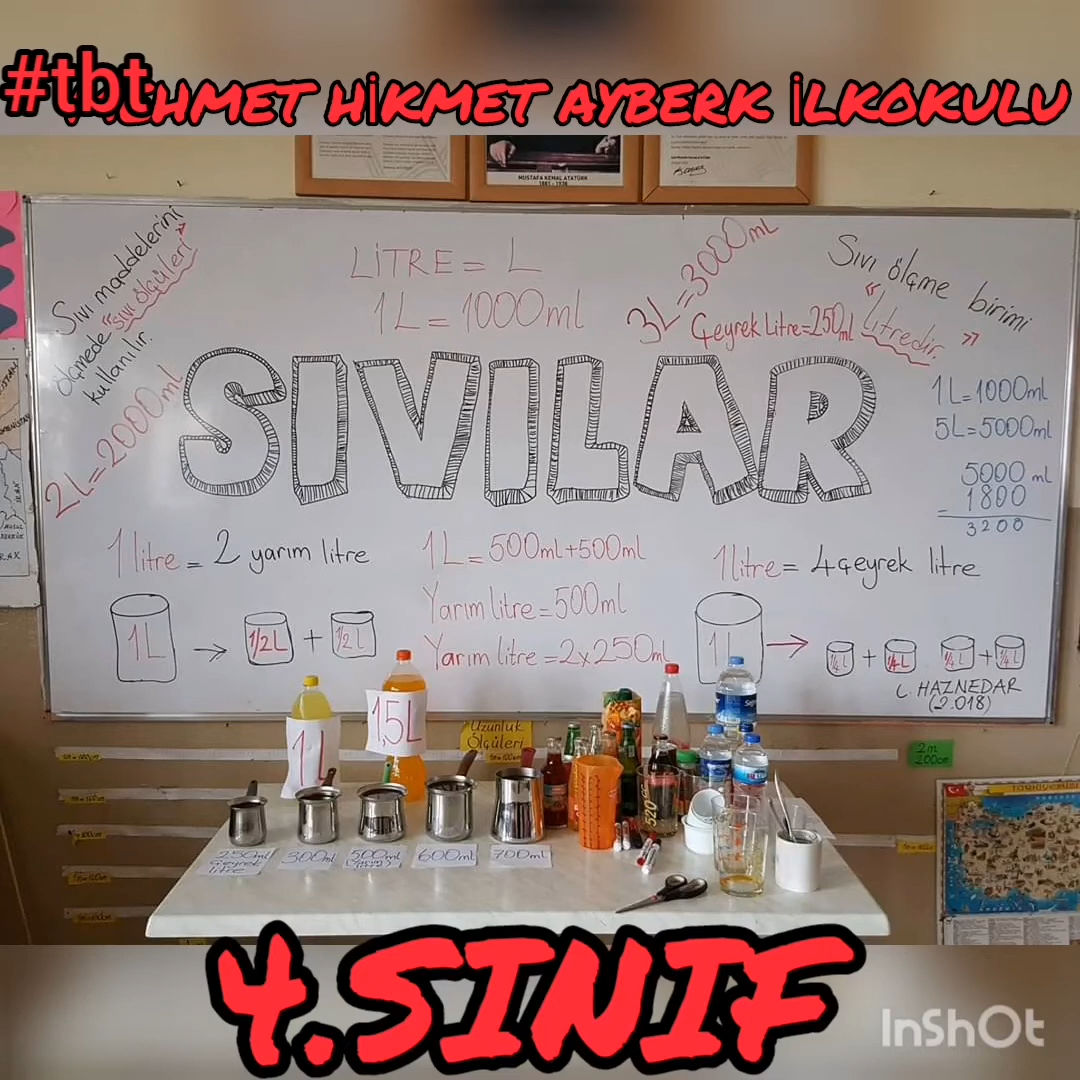 #tbt
HMET HİKMET AYBERK İLKOKULU
MUSTAFA KEMAL ATATÜRK
1881 - 1938
Sıvı maddelerini
ölçmede "sıvı ölçüleri"
kullanılır.
2L = 2000ml
LİTRE = L
1L = 1000ml
3L = 3000ml
Çeyrek Litre = 250ml
Sıvı ölçme birimi
"Litredir. "
SIVILAR
1L = 1000ml
5L = 5000ml
5000 ml
- 1800
3200
1 litre = 2 yarım litre
1L → 1/2L + 1/2L
1L = 500ml + 500ml
Yarım litre = 500ml
Yarım litre = 2x250ml
1 litre = 4 çeyrek litre
1L → 1/4L + 1/4L 1/4L + 1/4L
L. HAZNEDAR
(2.018)
Uzunluk
Ölçüleri
2m
200cm
1L
1,5L
250ml
Çeyrek
litre
300ml
500ml
600ml
700ml
520
4.SINIF
InShOt